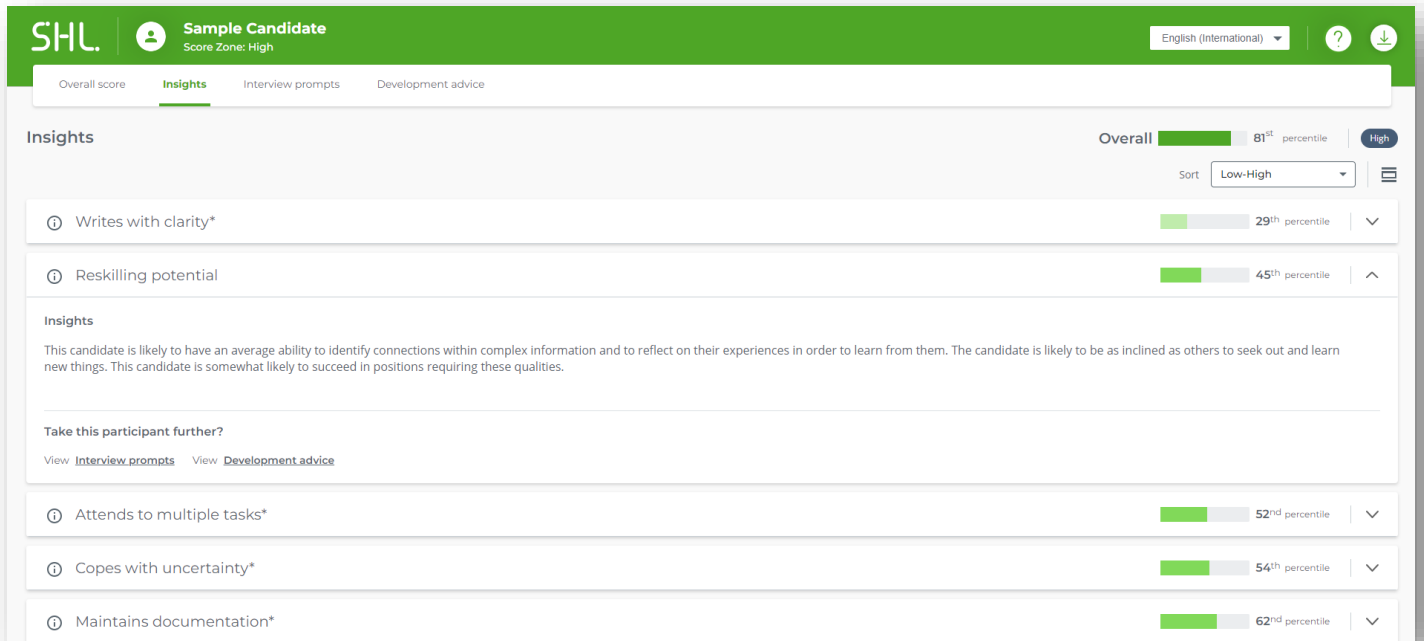 SHL.
Sample Candidate
Score Zone: High
English (International)
?
Overall score
Insights
Interview prompts
Development advice
Insights
Overall 81st percentile High
Sort Low-High
Writes with clarity* 29th percentile
Reskilling potential 45th percentile
Insights
This candidate is likely to have an average ability to identify connections within complex information and to reflect on their experiences in order to learn from them. The candidate is likely to be as inclined as others to seek out and learn
new things. This candidate is somewhat likely to succeed in positions requiring these qualities.
Take this participant further?
View Interview prompts View Development advice
Attends to multiple tasks* 52nd percentile
Copes with uncertainty* 54th percentile
Maintains documentation* 62nd percentile